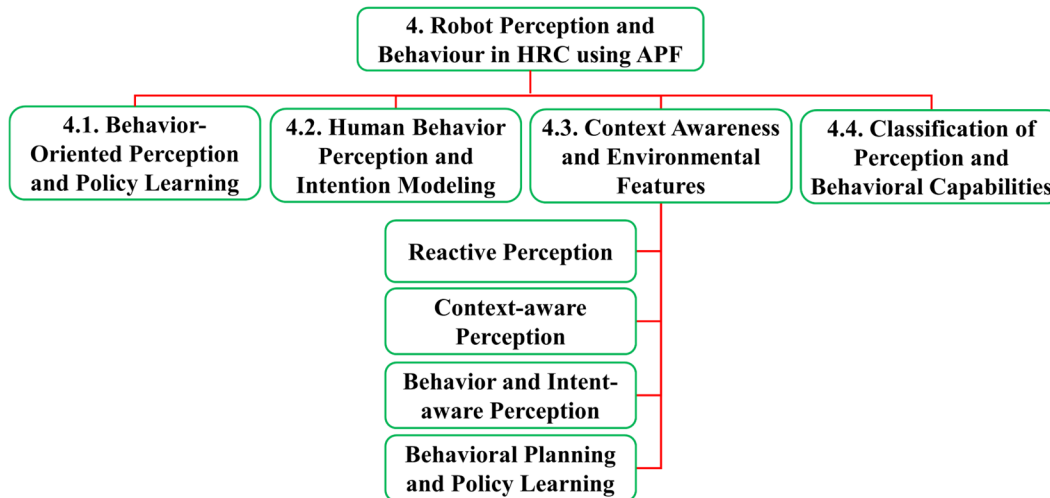 4. Robot Perception and
Behaviour in HRC using APF
4.1. Behavior-
Oriented Perception
and Policy Learning
4.2. Human Behavior
Perception and
Intention Modeling
4.3. Context Awareness
and Environmental
Features
4.4. Classification of
Perception and
Behavioral Capabilities
Reactive Perception
Context-aware
Perception
Behavior and Intent-
aware Perception
Behavioral Planning
and Policy Learning